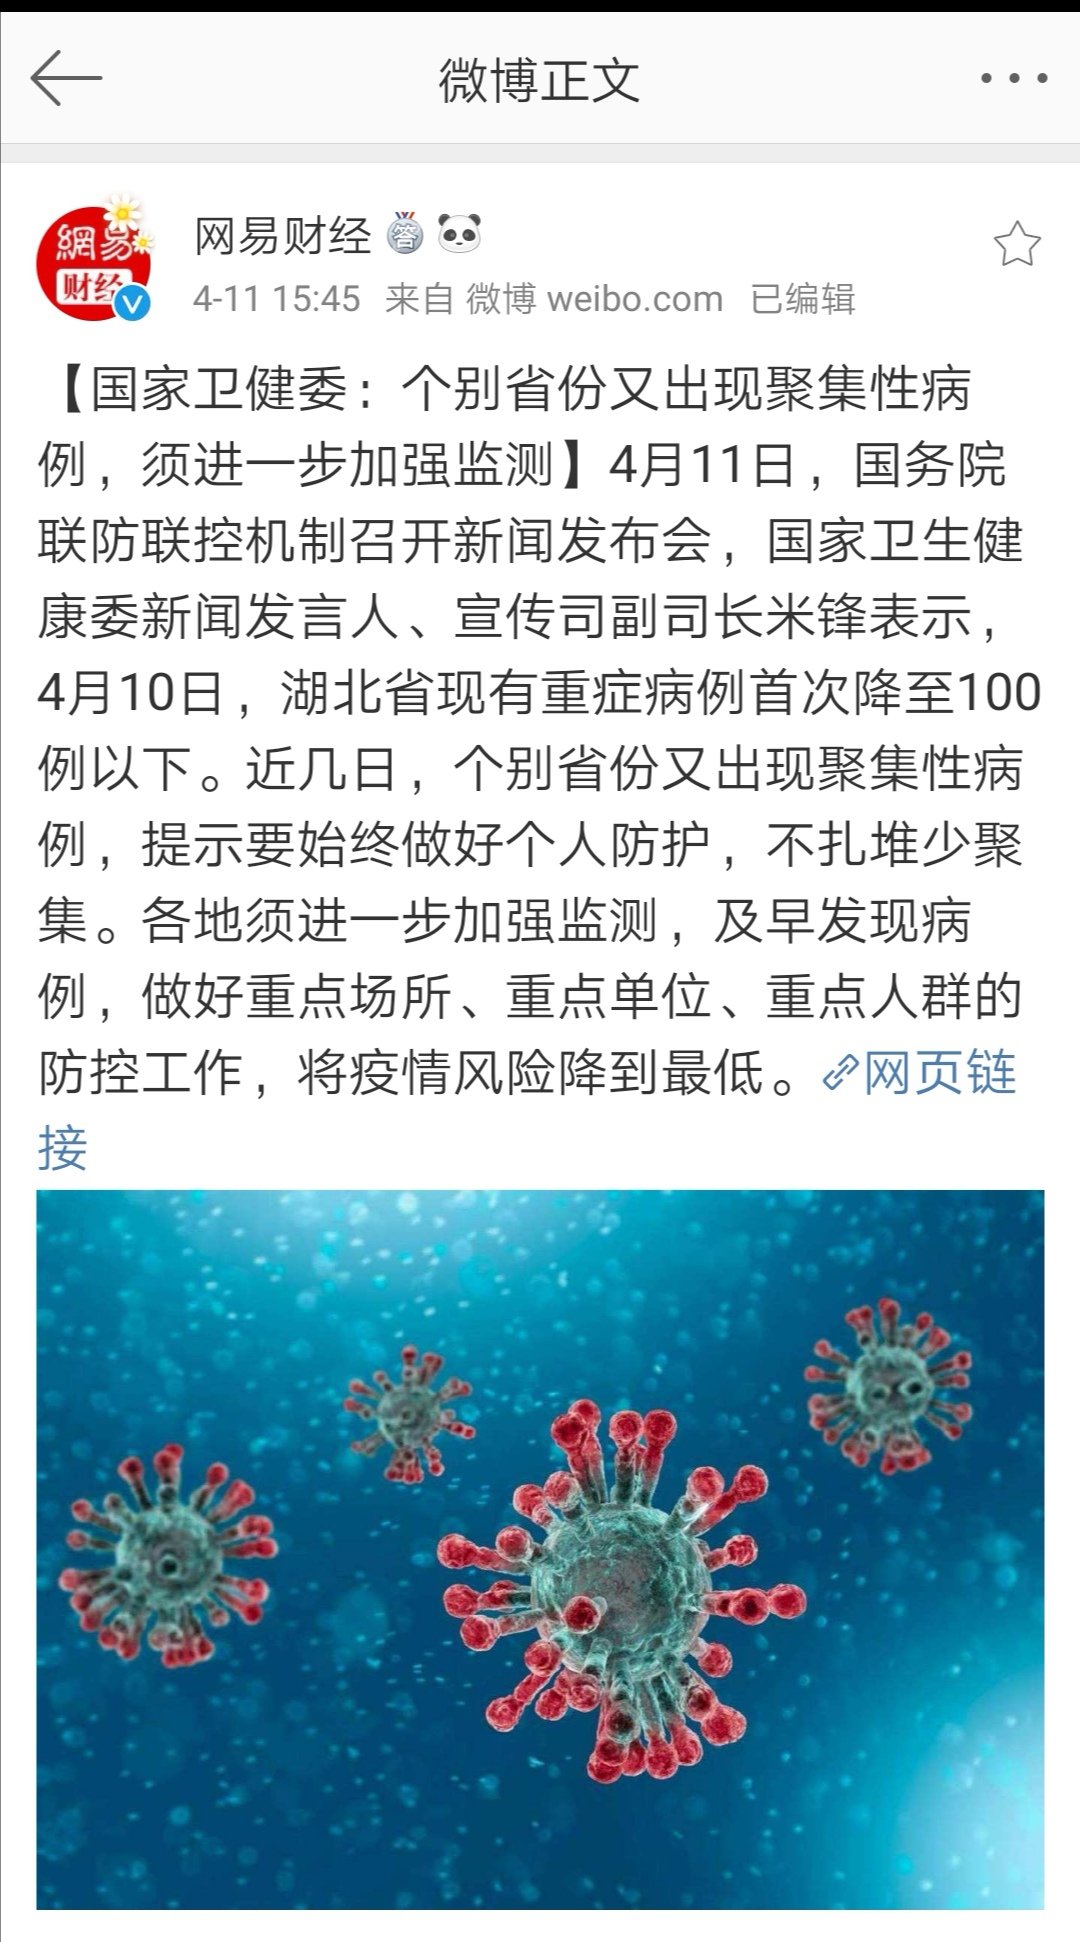 微博正文
網易
财经
网易财经
答
4-11 15:45 来自 微博 weibo.com 已编辑
【国家卫健委：个别省份又出现聚集性病
例，须进一步加强监测】4月11日，国务院
联防联控机制召开新闻发布会，国家卫生健
康委新闻发言人、宣传司副司长米锋表示，
4月10日，湖北省现有重症病例首次降至100
例以下。近几日，个别省份又出现聚集性病
例，提示要始终做好个人防护，不扎堆少聚
集。各地须进一步加强监测，及早发现病
例，做好重点场所、重点单位、重点人群的
防控工作，将疫情风险降到最低。网页链
接